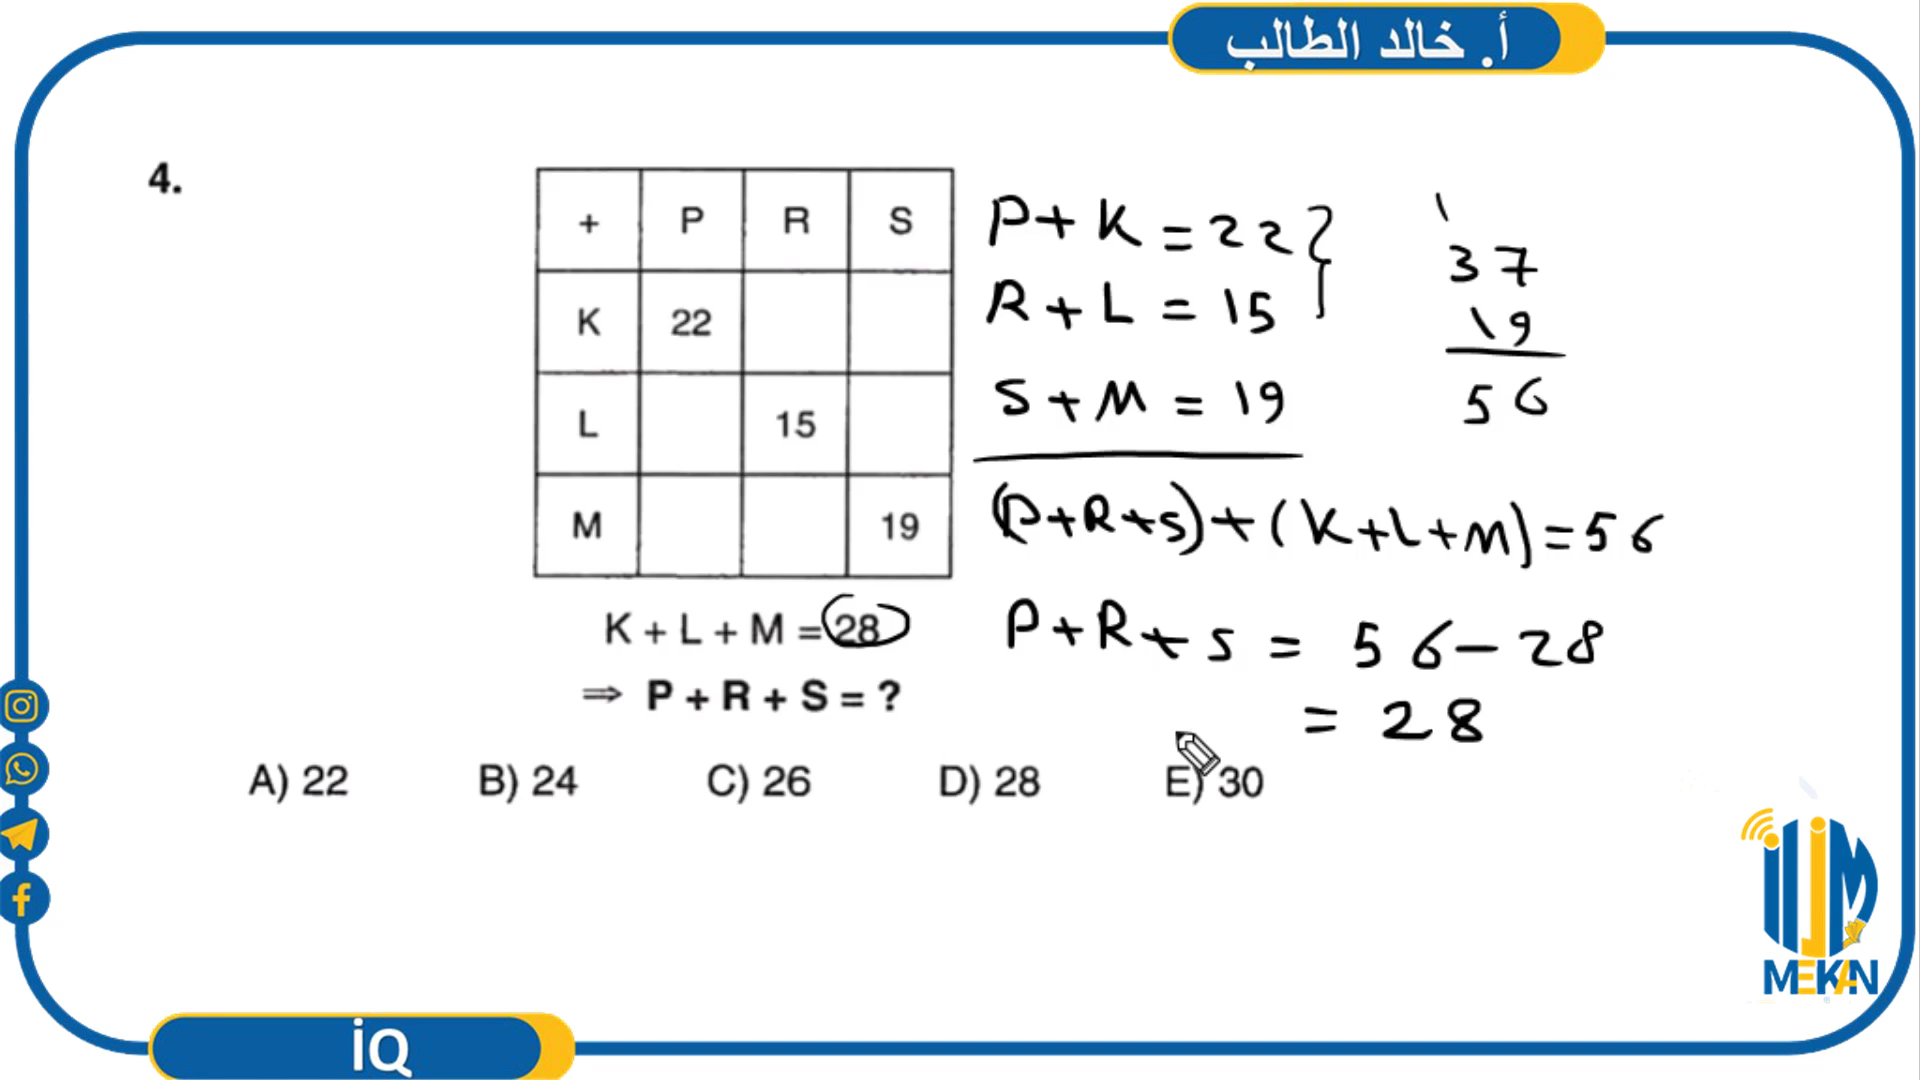 أ. خالد الطالب
4.
+ P R S
K 22
L 15
M 19
K + L + M = 28
⇒ P + R + S = ?
A) 22 B) 24 C) 26 D) 28 E) 30
P + K = 22
R + L = 15
S + M = 19
(P+R+S)+(K+L+M)=56
P+R+S = 56-28
= 28
1
37
19
56
MEKAN
İQ